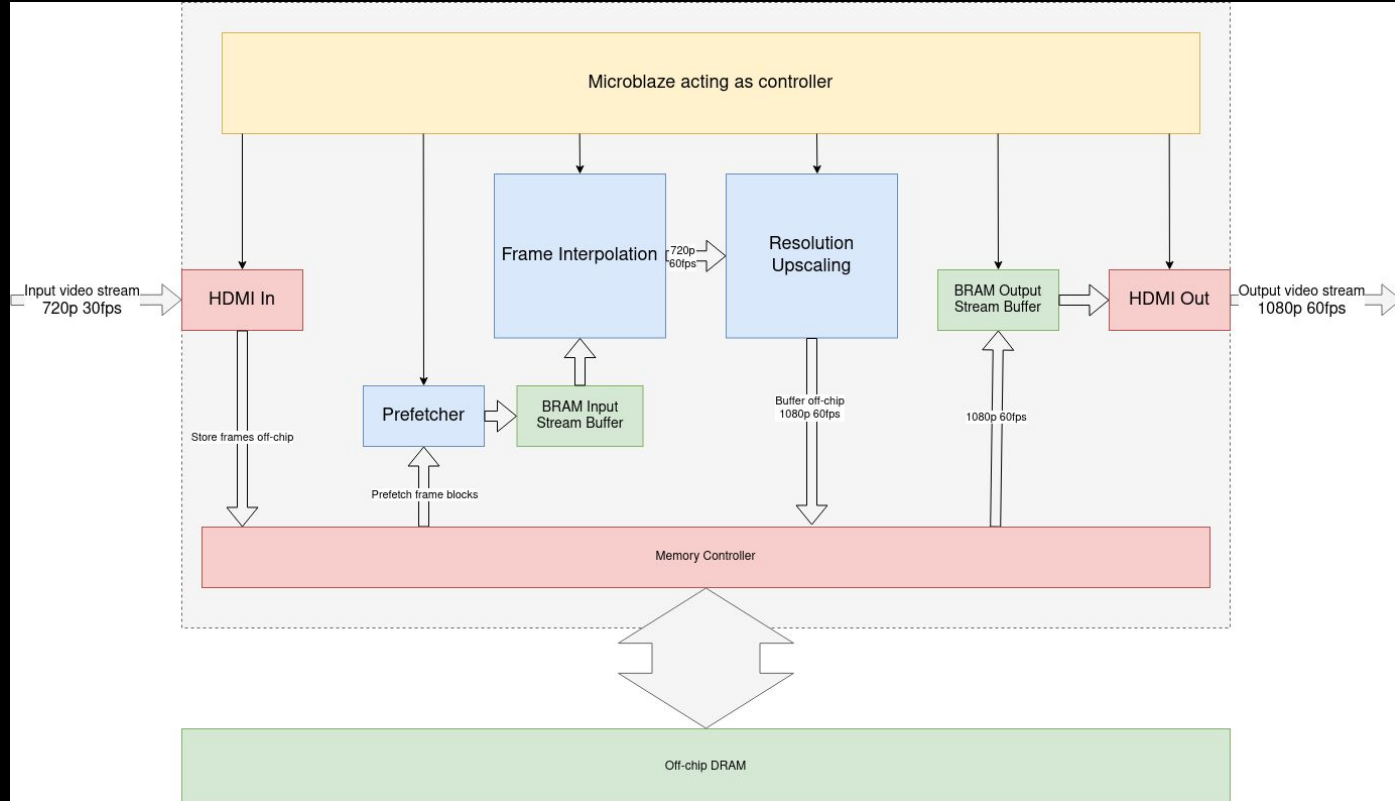 Microblaze acting as controller
Frame Interpolation
720p
60fps
Resolution
Upscaling
Input video stream
720p 30fps
HDMI In
BRAM Output
Stream Buffer
HDMI Out
Output video stream
1080p 60fps
Prefetcher
BRAM Input
Stream Buffer
Buffer off-chip
1080p 60fps
1080p 60fps
Store frames off-chip
Prefetch frame blocks
Memory Controller
Off-chip DRAM